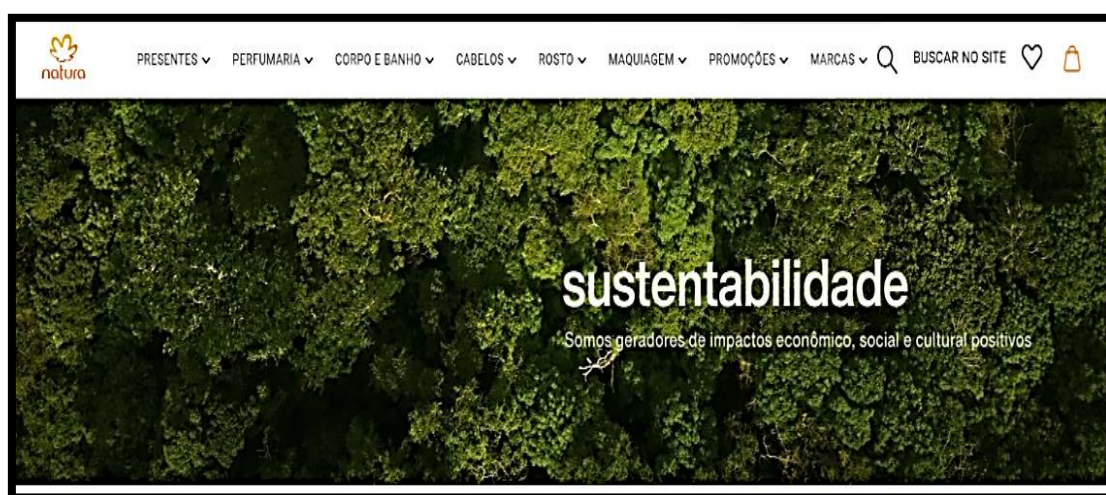 natura
PRESENTES PERFUMARIA CORPO E BANHO CABELOS ROSTO MAQUIAGEM PROMOÇÕES MARCAS BUSCAR NO SITE
sustentabilidade
Somos geradores de impactos econômico, social e cultural positivos